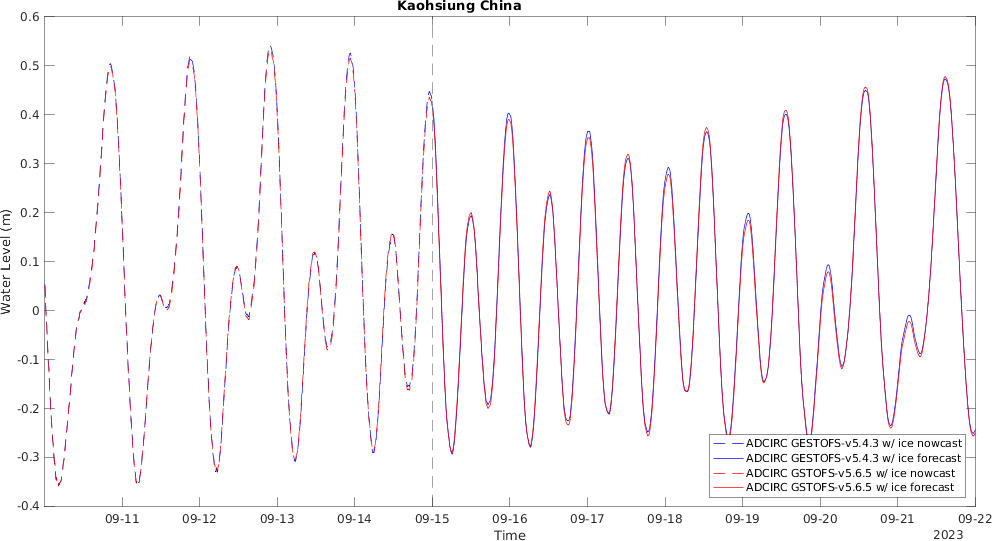 Kaohsiung China
0.6
0.5
0.4
0.3
0.2
0.1
0
-0.1
-0.2
-0.3
-0.4
Water Level (m)
ADCIRC GESTOFS-v5.4.3 w/ ice nowcast
ADCIRC GESTOFS-v5.4.3 w/ ice forecast
ADCIRC GSTOFS-v5.6.5 w/ ice nowcast
ADCIRC GSTOFS-v5.6.5 w/ ice forecast
09-11 09-12 09-13 09-14 09-15 09-16 09-17 09-18 09-19 09-20 09-21 09-22
Time
2023